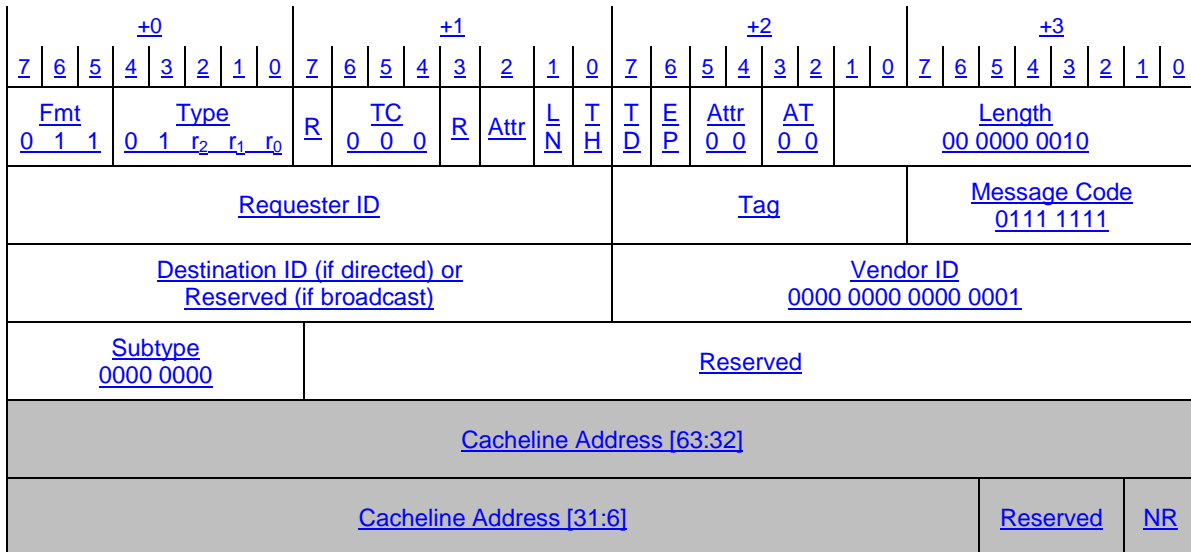 +0 +1 +2 +3
7 6 5 4 3 2 1 0 7 6 5 4 3 2 1 0 7 6 5 4 3 2 1 0 7 6 5 4 3 2 1 0
Fmt Type R TC R Attr L T T E Attr AT Length
0 1 1 0 1 r2 r1 r0 0 0 0 N H D P 0 0 0 0 00 0000 0010
Requester ID Tag Message Code
0111 1111
Destination ID (if directed) or Vendor ID
Reserved (if broadcast) 0000 0000 0000 0001
Subtype Reserved
0000 0000
Cacheline Address [63:32]
Cacheline Address [31:6] Reserved NR